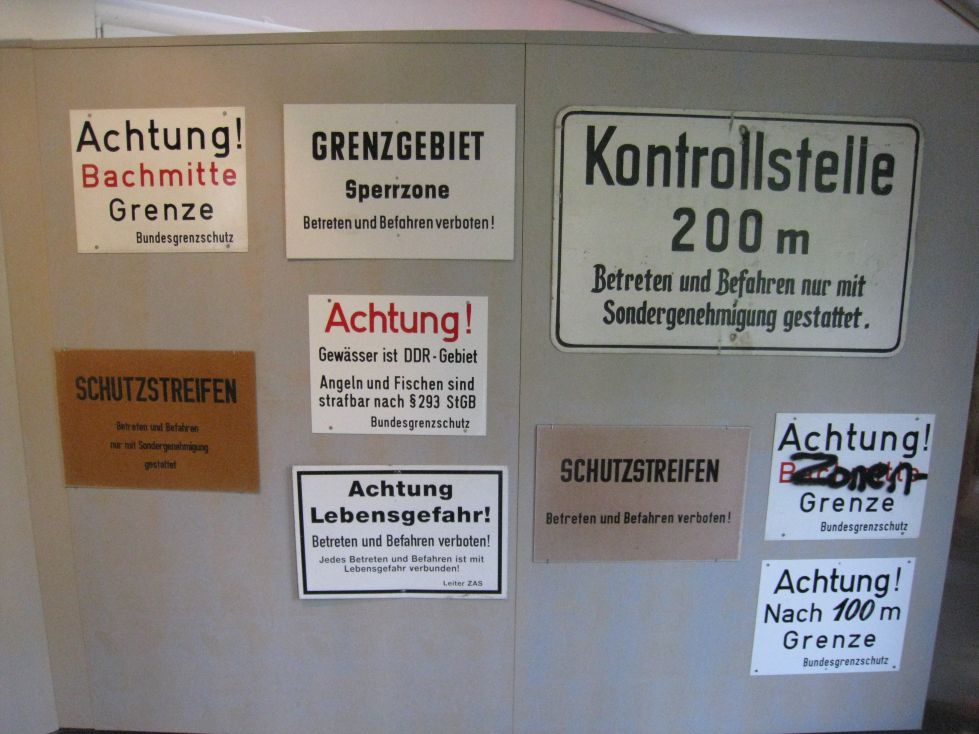 Achtung!
Bachmitte
Grenze
Bundesgrenzschutz
GRENZGEBIET
Sperrzone
Betreten und Befahren verboten!
Kontrollstelle
200 m
Betreten und Befahren nur mit
Sondergenehmigung gestattet.
Achtung!
Gewässer ist DDR-Gebiet
Angeln und Fischen sind
strafbar nach § 293 StGB
Bundesgrenzschutz
SCHUTZSTREIFEN
Betreten und Befahren
nur mit Sondergenehmigung
gestattet
Achtung
Lebensgefahr!
Betreten und Befahren verboten!
Jedes Betreten und Befahren ist mit
Lebensgefahr verbunden!
Leiter ZAS
SCHUTZSTREIFEN
Betreten und Befahren verboten!
Achtung!
Bachmitte
Zonen-
Grenze
Bundesgrenzschutz
Achtung!
Nach 100 m
Grenze
Bundesgrenzschutz